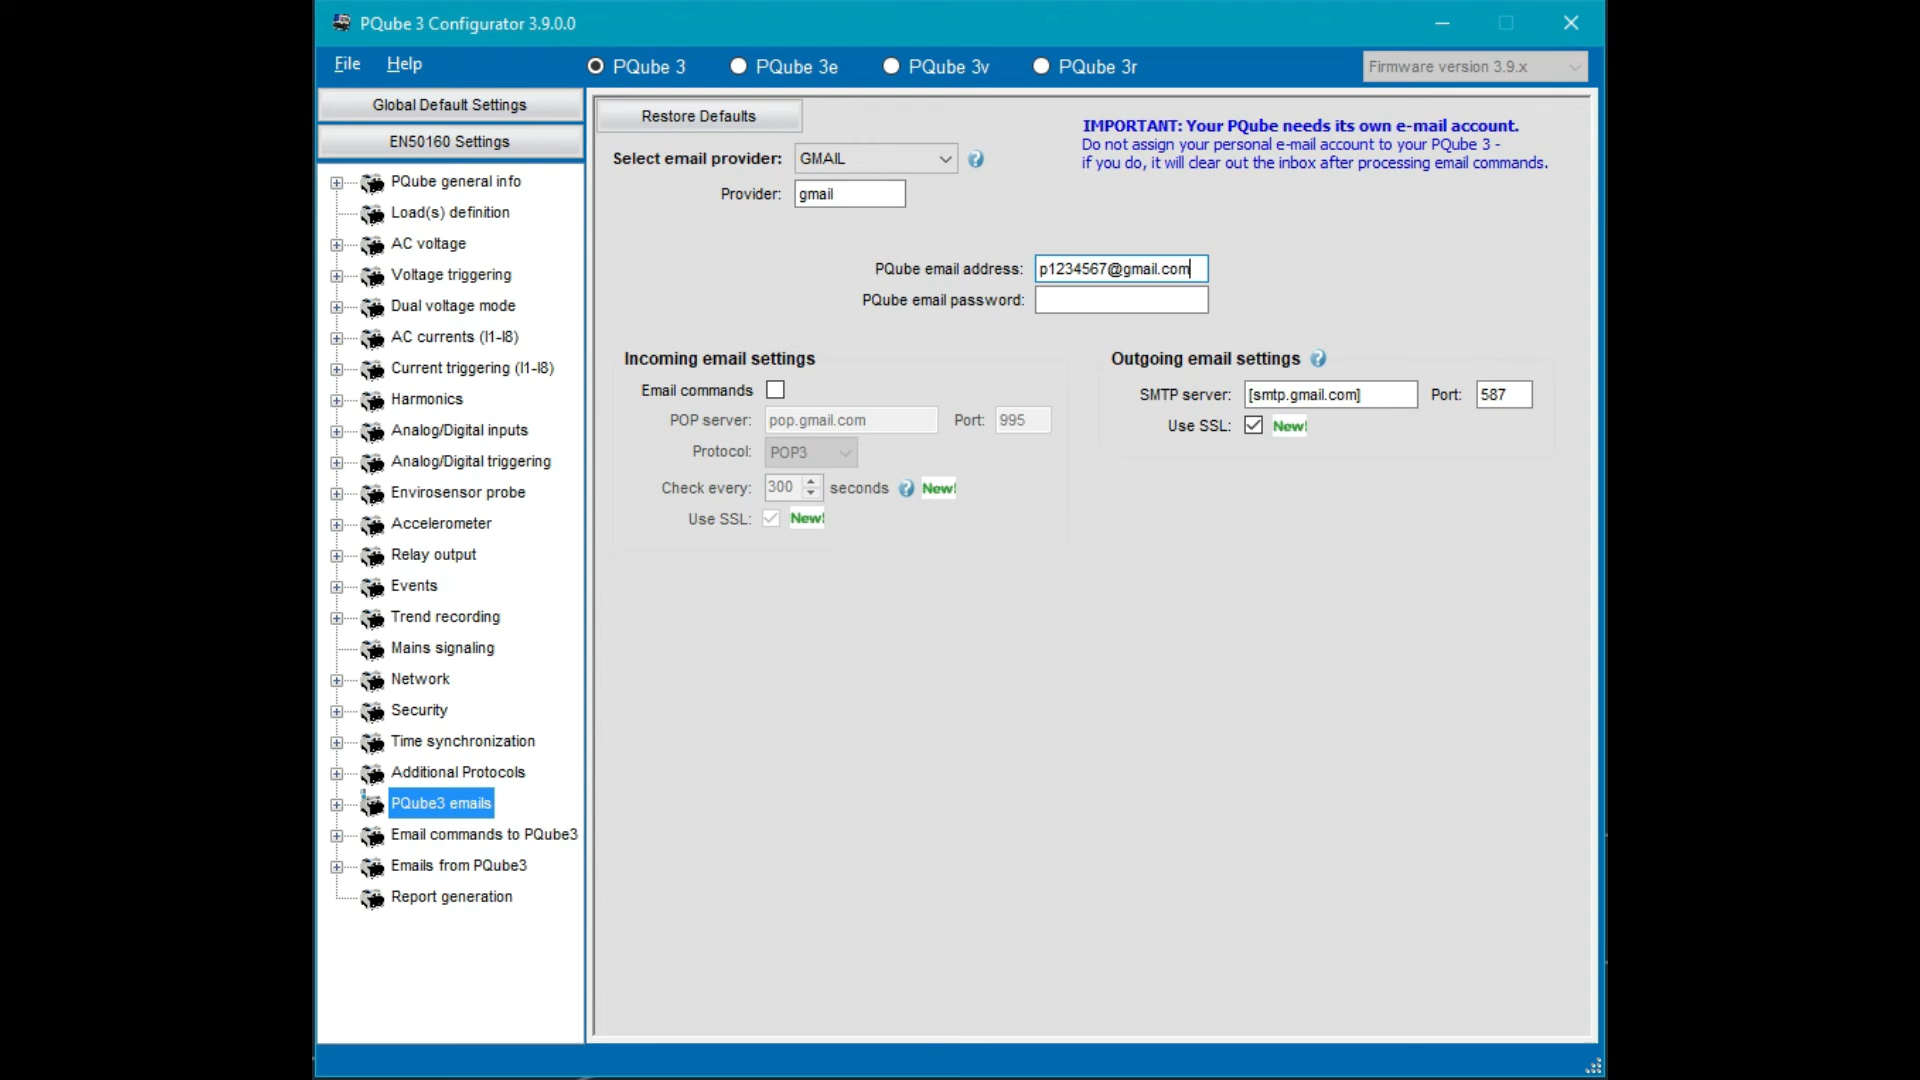 PQube 3 Configurator 3.9.0.0
File Help
PQube 3 PQube 3e PQube 3v PQube 3r
Firmware version 3.9.x
Global Default Settings
EN50160 Settings
PQube general info
Load(s) definition
AC voltage
Voltage triggering
Dual voltage mode
AC currents (I1-I8)
Current triggering (I1-I8)
Harmonics
Analog/Digital inputs
Analog/Digital triggering
Envirosensor probe
Accelerometer
Relay output
Events
Trend recording
Mains signaling
Network
Security
Time synchronization
Additional Protocols
PQube3 emails
Email commands to PQube3
Emails from PQube3
Report generation
Restore Defaults
IMPORTANT: Your PQube needs its own e-mail account.
Do not assign your personal e-mail account to your PQube 3 -
if you do, it will clear out the inbox after processing email commands.
Select email provider: GMAIL ?
Provider: gmail
PQube email address: p1234567@gmail.com
PQube email password:
Incoming email settings
Email commands
POP server: pop.gmail.com Port: 995
Protocol: POP3
Check every: 300 seconds ? New!
Use SSL: New!
Outgoing email settings ?
SMTP server: [smtp.gmail.com] Port: 587
Use SSL: New!